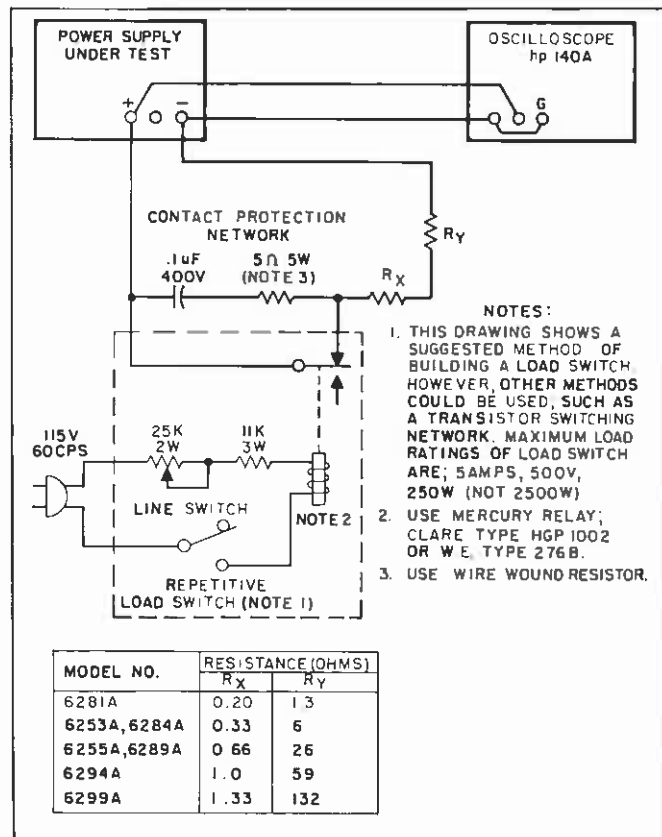 POWER SUPPLY
UNDER TEST
+
−
OSCILLOSCOPE
hp 140A
G
CONTACT PROTECTION
NETWORK
.1uF
400V
5Ω 5W
(NOTE 3)
RX
RY
115V
60CPS
25K
2W
11K
3W
LINE SWITCH
NOTE 2
REPETITIVE
LOAD SWITCH (NOTE 1)
NOTES:
1. THIS DRAWING SHOWS A
SUGGESTED METHOD OF
BUILDING A LOAD SWITCH
HOWEVER, OTHER METHODS
COULD BE USED, SUCH AS
A TRANSISTOR SWITCHING
NETWORK. MAXIMUM LOAD
RATINGS OF LOAD SWITCH
ARE; 5AMPS, 500V,
250W (NOT 2500W)
2. USE MERCURY RELAY;
CLARE TYPE HGP 1002
OR W.E. TYPE 276B.
3. USE WIRE WOUND RESISTOR.
MODEL NO. RESISTANCE (OHMS)
RX RY
6281A 0.20 1.3
6253A, 6284A 0.33 6
6255A, 6289A 0.66 26
6294A 1.0 59
6299A 1.33 132